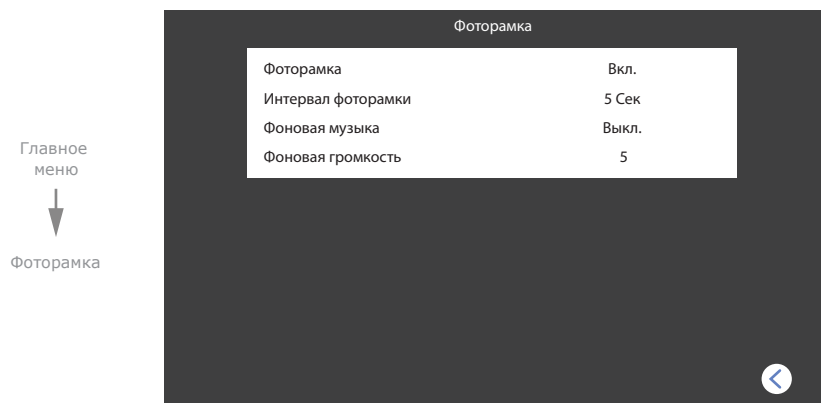 Главное
меню
Фоторамка
Фоторамка
Фоторамка Вкл.
Интервал фоторамки 5 Сек
Фоновая музыка Выкл.
Фоновая громкость 5